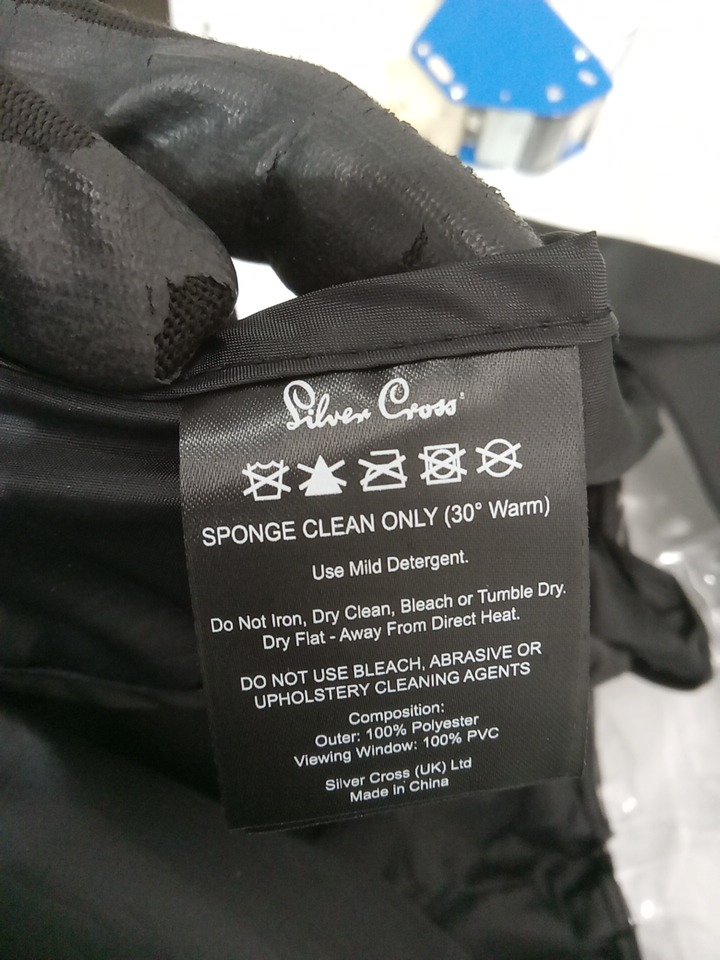 Silver Cross
SPONGE CLEAN ONLY (30° Warm)
Use Mild Detergent.
Do Not Iron, Dry Clean, Bleach or Tumble Dry.
Dry Flat - Away From Direct Heat.
DO NOT USE BLEACH, ABRASIVE OR
UPHOLSTERY CLEANING AGENTS
Composition:
Outer: 100% Polyester
Viewing Window: 100% PVC
Silver Cross (UK) Ltd
Made in China